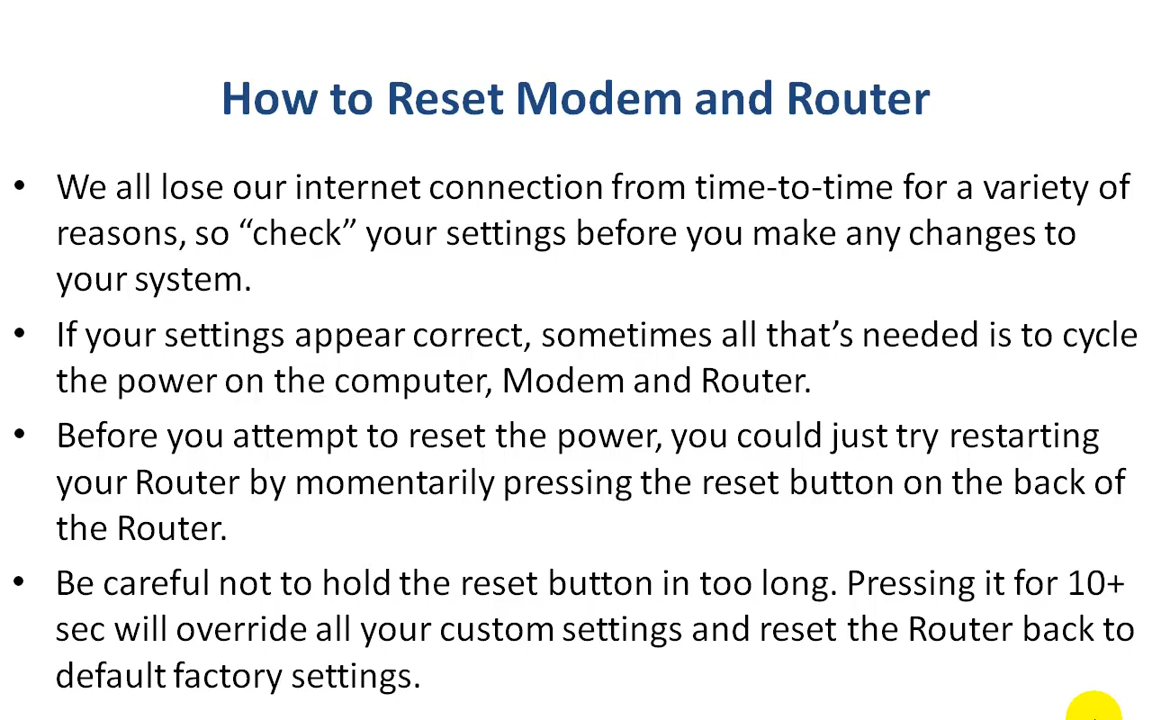 How to Reset Modem and Router
• We all lose our internet connection from time-to-time for a variety of
reasons, so “check” your settings before you make any changes to
your system.
• If your settings appear correct, sometimes all that’s needed is to cycle
the power on the computer, Modem and Router.
• Before you attempt to reset the power, you could just try restarting
your Router by momentarily pressing the reset button on the back of
the Router.
• Be careful not to hold the reset button in too long. Pressing it for 10+
sec will override all your custom settings and reset the Router back to
default factory settings.